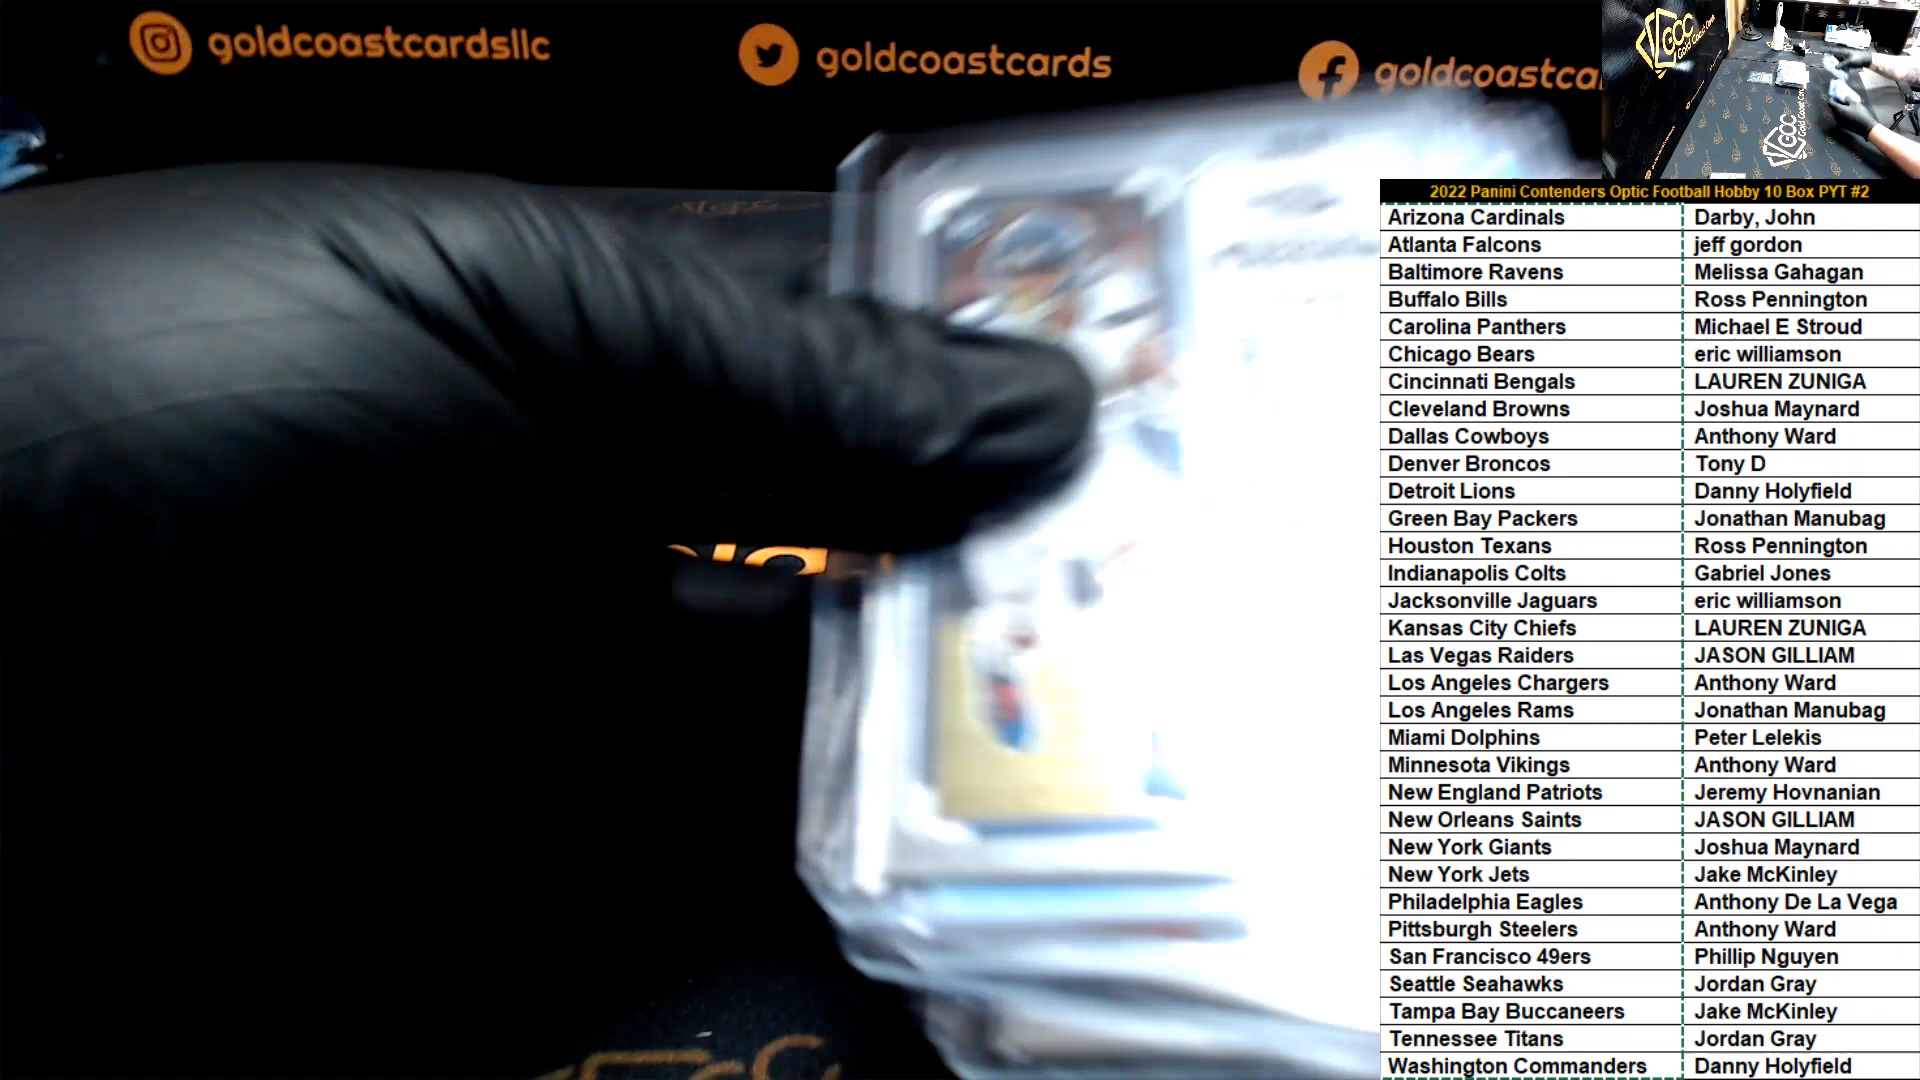 goldcoastcardsllc
goldcoastcards
goldcoastca
GCC
Gold Coast Cards
GCC
2022 Panini Contenders Optic Football Hobby 10 Box PYT #2
Arizona Cardinals Darby, John
Atlanta Falcons jeff gordon
Baltimore Ravens Melissa Gahagan
Buffalo Bills Ross Pennington
Carolina Panthers Michael E Stroud
Chicago Bears eric williamson
Cincinnati Bengals LAUREN ZUNIGA
Cleveland Browns Joshua Maynard
Dallas Cowboys Anthony Ward
Denver Broncos Tony D
Detroit Lions Danny Holyfield
Green Bay Packers Jonathan Manubag
Houston Texans Ross Pennington
Indianapolis Colts Gabriel Jones
Jacksonville Jaguars eric williamson
Kansas City Chiefs LAUREN ZUNIGA
Las Vegas Raiders JASON GILLIAM
Los Angeles Chargers Anthony Ward
Los Angeles Rams Jonathan Manubag
Miami Dolphins Peter Lelekis
Minnesota Vikings Anthony Ward
New England Patriots Jeremy Hovnanian
New Orleans Saints JASON GILLIAM
New York Giants Joshua Maynard
New York Jets Jake McKinley
Philadelphia Eagles Anthony De La Vega
Pittsburgh Steelers Anthony Ward
San Francisco 49ers Phillip Nguyen
Seattle Seahawks Jordan Gray
Tampa Bay Buccaneers Jake McKinley
Tennessee Titans Jordan Gray
Washington Commanders Danny Holyfield